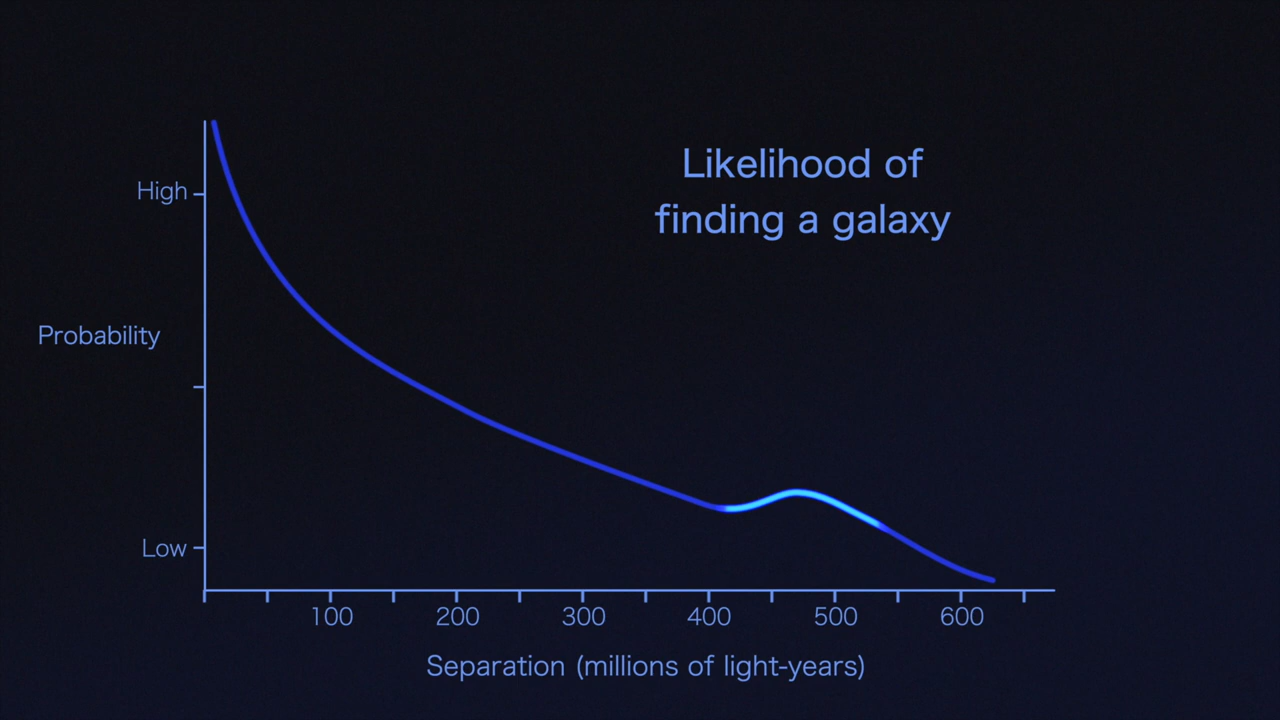 Likelihood of
finding a galaxy
High
Probability
Low
100 200 300 400 500 600
Separation (millions of light-years)